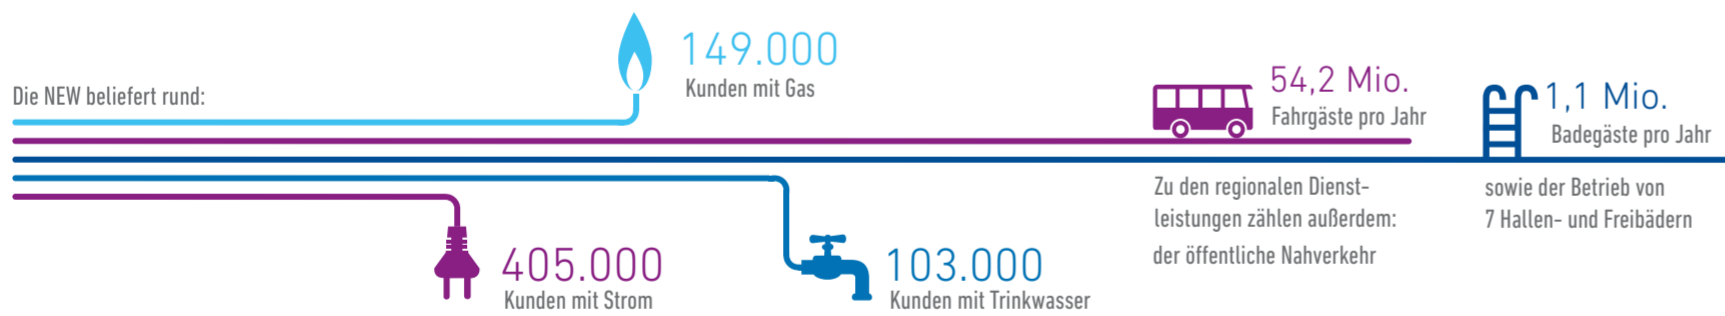 Die NEW beliefert rund:
149.000
Kunden mit Gas
405.000
Kunden mit Strom
103.000
Kunden mit Trinkwasser
54,2 Mio.
Fahrgäste pro Jahr
Zu den regionalen Dienst-
leistungen zählen außerdem:
der öffentliche Nahverkehr
1,1 Mio.
Badegäste pro Jahr
sowie der Betrieb von
7 Hallen- und Freibädern